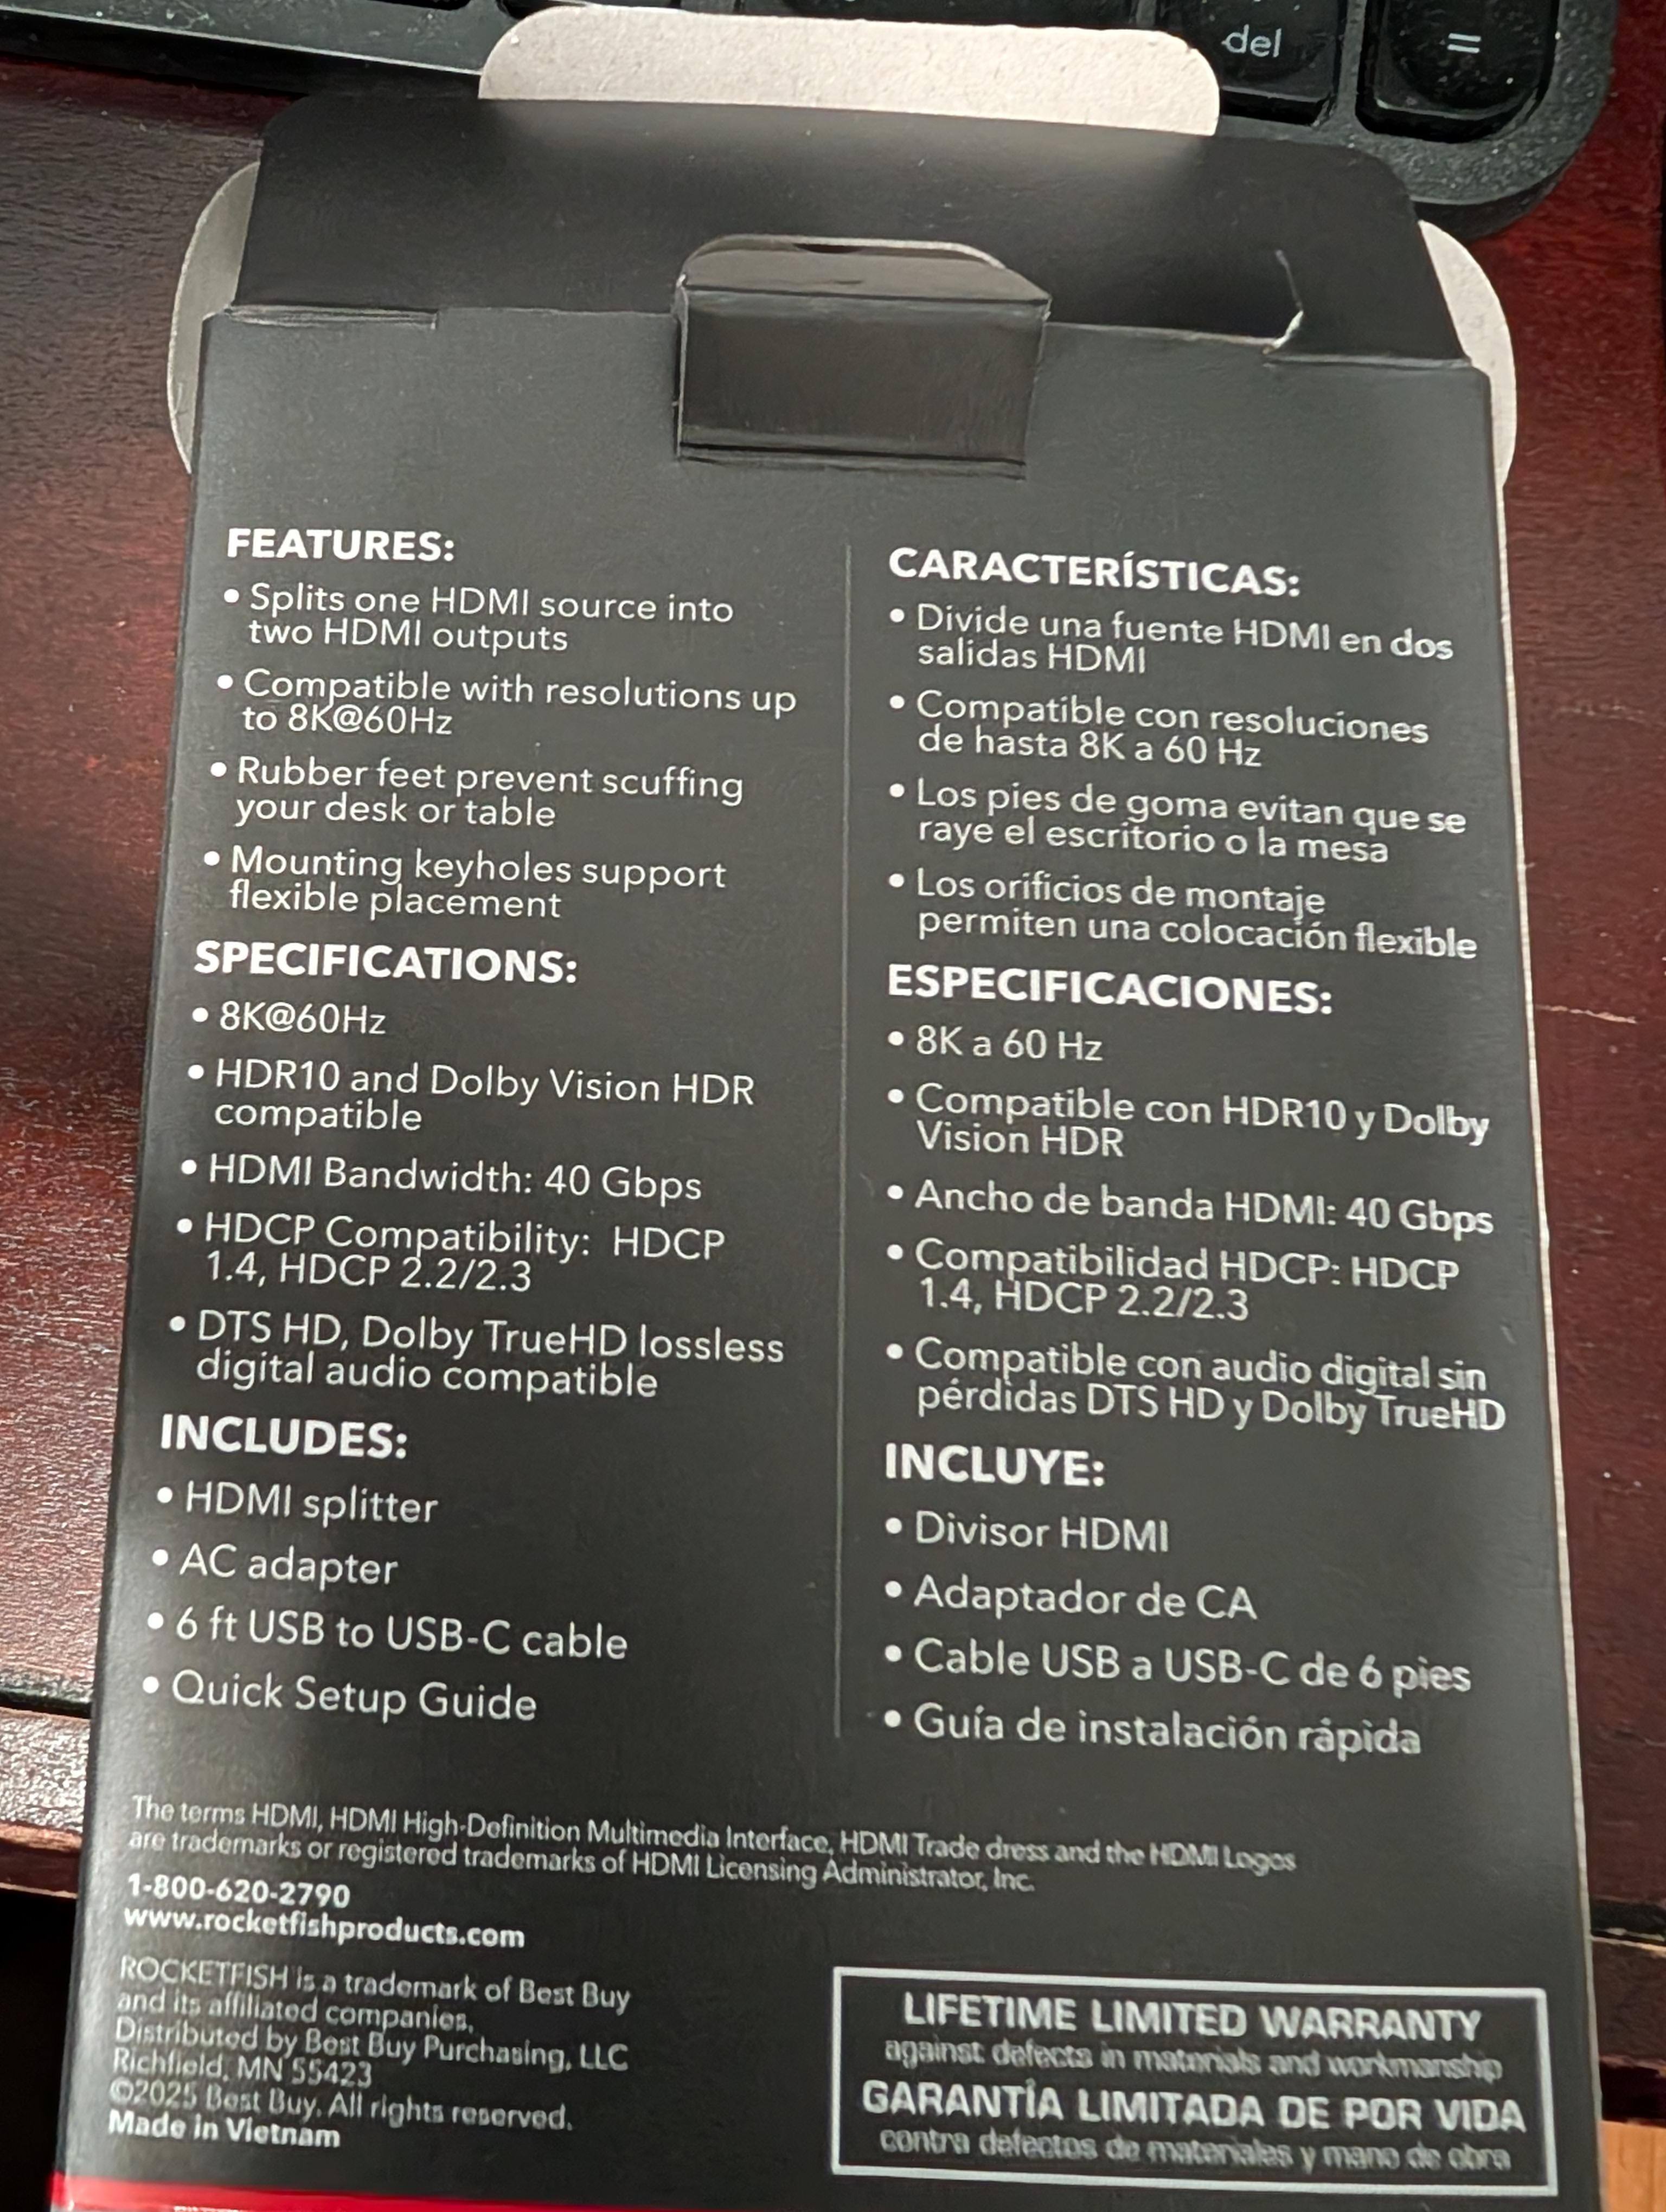 del
=
FEATURES:
• Splits one HDMI source into
two HDMI outputs
• Compatible with resolutions up
to 8K@60Hz
• Rubber feet prevent scuffing
your desk or table
• Mounting keyholes support
flexible placement
SPECIFICATIONS:
• 8K@60Hz
• HDR10 and Dolby Vision HDR
compatible
• HDMI Bandwidth: 40 Gbps
• HDCP Compatibility: HDCP
1.4, HDCP 2.2/2.3
• DTS HD, Dolby TrueHD lossless
digital audio compatible
INCLUDES:
• HDMI splitter
• AC adapter
• 6 ft USB to USB-C cable
• Quick Setup Guide
CARACTERÍSTICAS:
• Divide una fuente HDMI en dos
salidas HDMI
• Compatible con resoluciones
de hasta 8K a 60 Hz
• Los pies de goma evitan que se
raye el escritorio o la mesa
• Los orificios de montaje
permiten una colocación flexible
ESPECIFICACIONES:
• 8K a 60 Hz
• Compatible con HDR10 y Dolby
Vision HDR
• Ancho de banda HDMI: 40 Gbps
• Compatibilidad HDCP: HDCP
1.4, HDCP 2.2/2.3
• Compatible con audio digital sin
pérdidas DTS HD y Dolby TrueHD
INCLUYE:
• Divisor HDMI
• Adaptador de CA
• Cable USB a USB-C de 6 pies
• Guía de instalación rápida
The terms HDMI, HDMI High-Definition Multimedia Interface, HDMI Trade dress and the HDMI Logos
are trademarks or registered trademarks of HDMI Licensing Administrator, Inc.
1-800-620-2790
www.rocketfishproducts.com
ROCKETFISH is a trademark of Best Buy
and its affiliated companies.
Distributed by Best Buy Purchasing, LLC
Richfield, MN 55423
©2025 Best Buy. All rights reserved.
Made in Vietnam
LIFETIME LIMITED WARRANTY
against defects in materials and workmanship
GARANTÍA LIMITADA DE POR VIDA
contra defectos de materiales y mano de obra